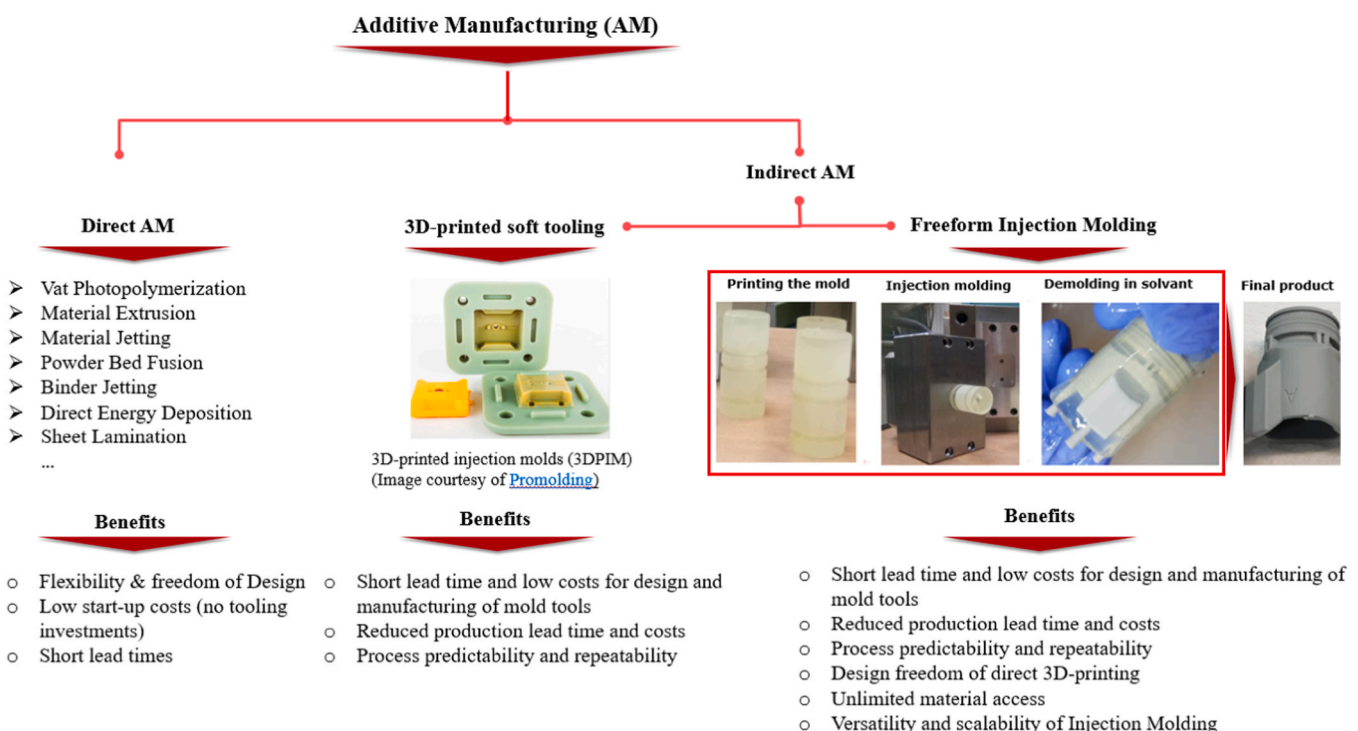 Additive Manufacturing (AM)
Indirect AM
Direct AM
➢ Vat Photopolymerization
➢ Material Extrusion
➢ Material Jetting
➢ Powder Bed Fusion
➢ Binder Jetting
➢ Direct Energy Deposition
➢ Sheet Lamination
...
Benefits
o Flexibility & freedom of Design
o Low start-up costs (no tooling
investments)
o Short lead times
3D-printed soft tooling
3D-printed injection molds (3DPIM)
(Image courtesy of Promolding)
Benefits
o Short lead time and low costs for design and
manufacturing of mold tools
o Reduced production lead time and costs
o Process predictability and repeatability
Freeform Injection Molding
Printing the mold
Injection molding
Demolding in solvant
Final product
Benefits
o Short lead time and low costs for design and manufacturing of
mold tools
o Reduced production lead time and costs
o Process predictability and repeatability
o Design freedom of direct 3D-printing
o Unlimited material access
o Versatility and scalability of Injection Molding